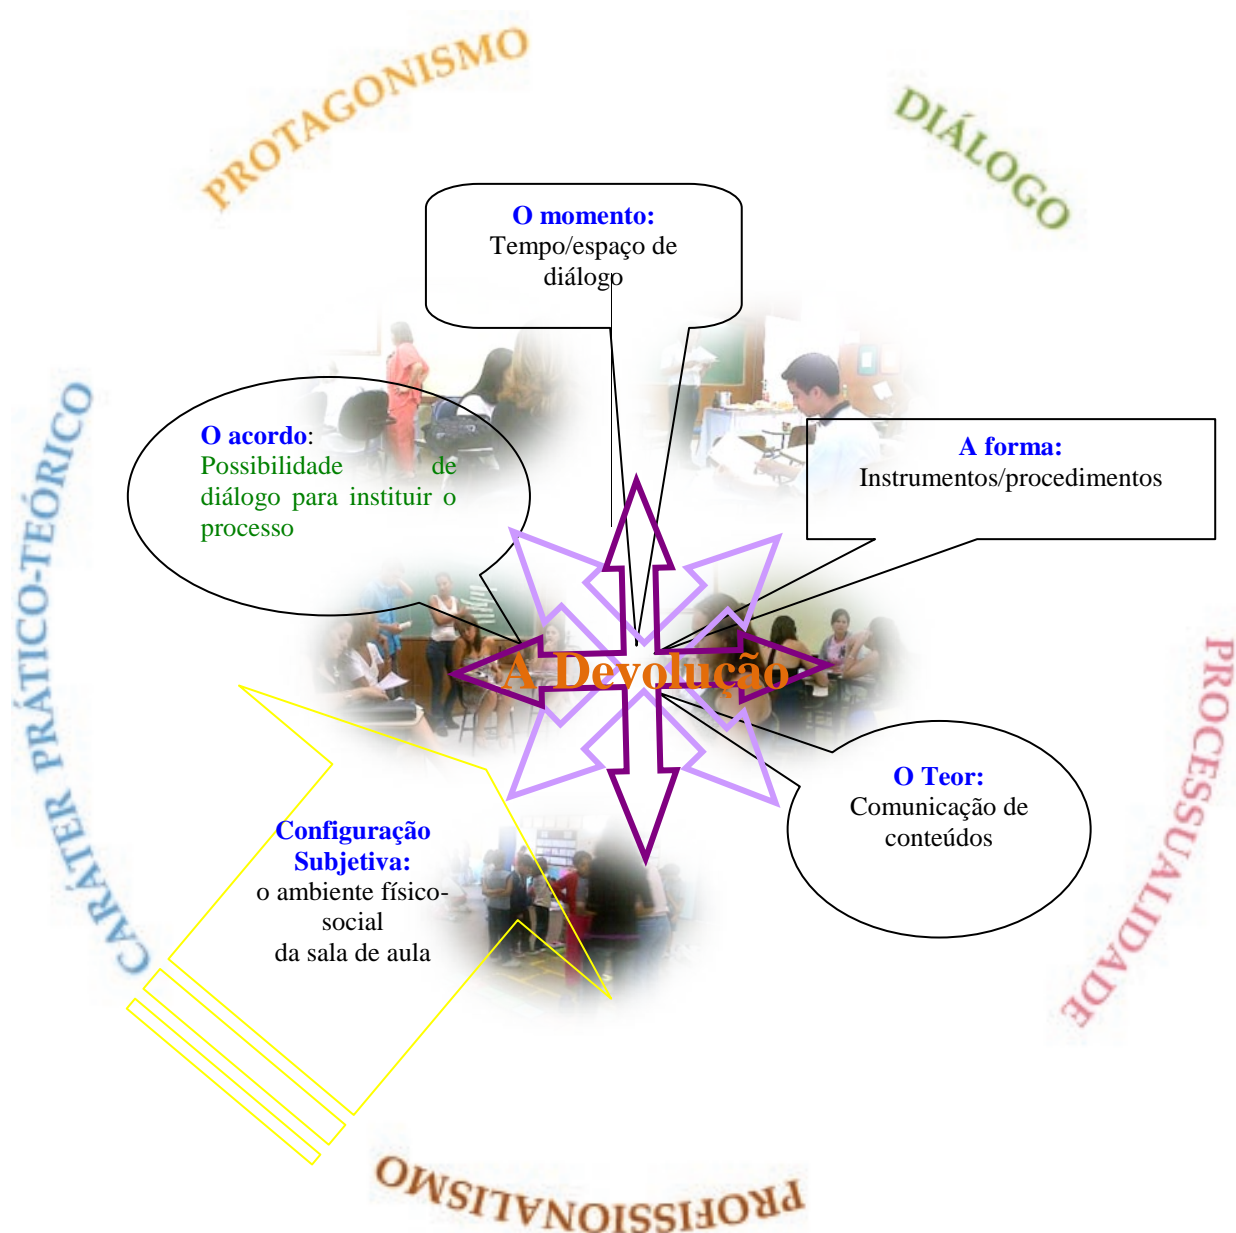 PROTAGONISMO
DIÁLOGO
O momento:
Tempo/espaço de
diálogo
O acordo:
Possibilidade de
diálogo para instituir o
processo
A forma:
Instrumentos/procedimentos
CARÁTER PRÁTICO-TEÓRICO
A Devolução
PROCESSUALIDADE
O Teor:
Comunicação de
conteúdos
Configuração
Subjetiva:
o ambiente físico-
social
da sala de aula
PROFISSIONALISMO